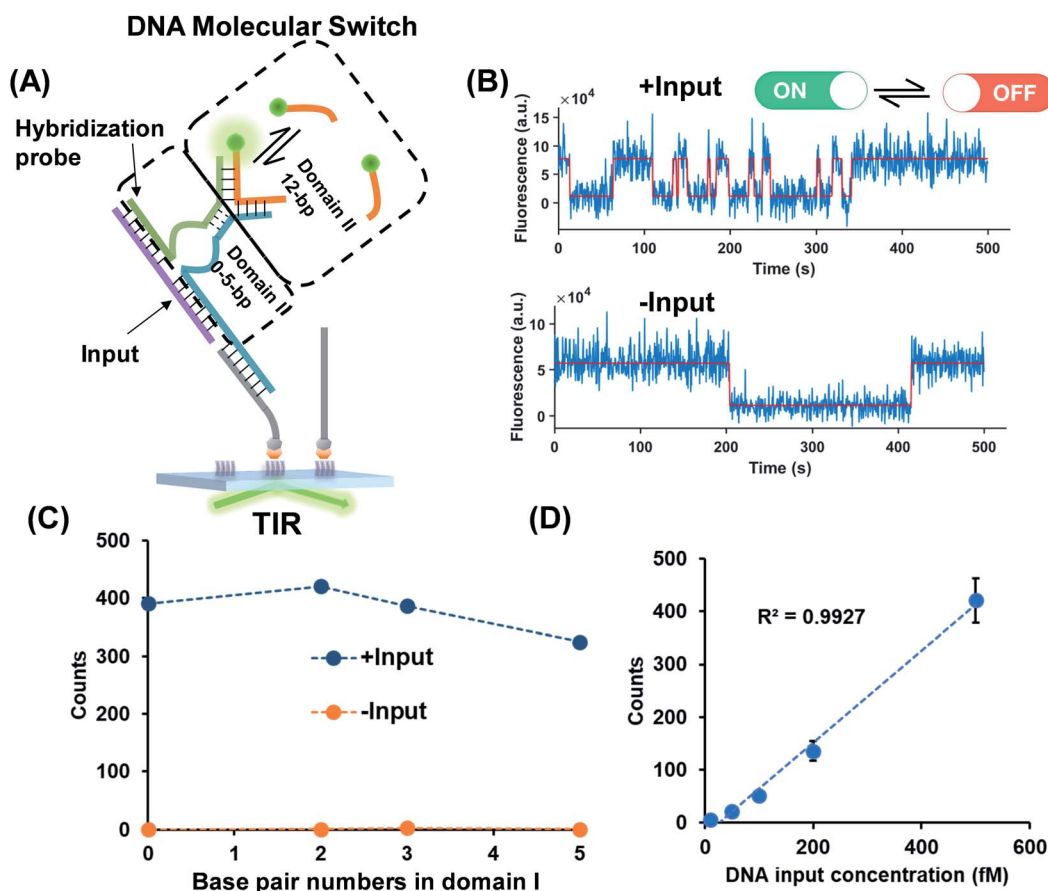 DNA Molecular Switch
(A)
Hybridization
probe
Domain II
12-bp
Domain I
0-5-bp
Input
TIR
(B)
+Input
ON
OFF
×10⁴
15
10
5
0
Fluorescence (a.u.)
0 100 200 300 400 500
Time (s)
-Input
×10⁴
10
5
0
Fluorescence (a.u.)
0 100 200 300 400 500
Time (s)
(C)
500
400
300
200
100
0
Counts
+Input
-Input
0 1 2 3 4 5
Base pair numbers in domain I
(D)
500
400
300
200
100
0
Counts
R² = 0.9927
0 200 400 600
DNA input concentration (fM)